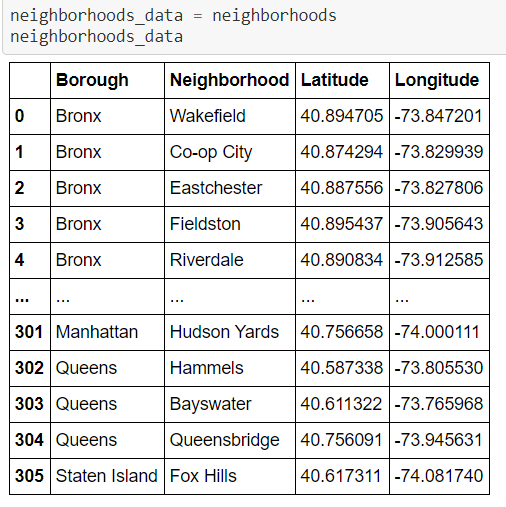 neighborhoods_data = neighborhoods
neighborhoods_data
Borough Neighborhood Latitude Longitude
0 Bronx Wakefield 40.894705 -73.847201
1 Bronx Co-op City 40.874294 -73.829939
2 Bronx Eastchester 40.887556 -73.827806
3 Bronx Fieldston 40.895437 -73.905643
4 Bronx Riverdale 40.890834 -73.912585
... ... ... ... ...
301 Manhattan Hudson Yards 40.756658 -74.000111
302 Queens Hammels 40.587338 -73.805530
303 Queens Bayswater 40.611322 -73.765968
304 Queens Queensbridge 40.756091 -73.945631
305 Staten Island Fox Hills 40.617311 -74.081740